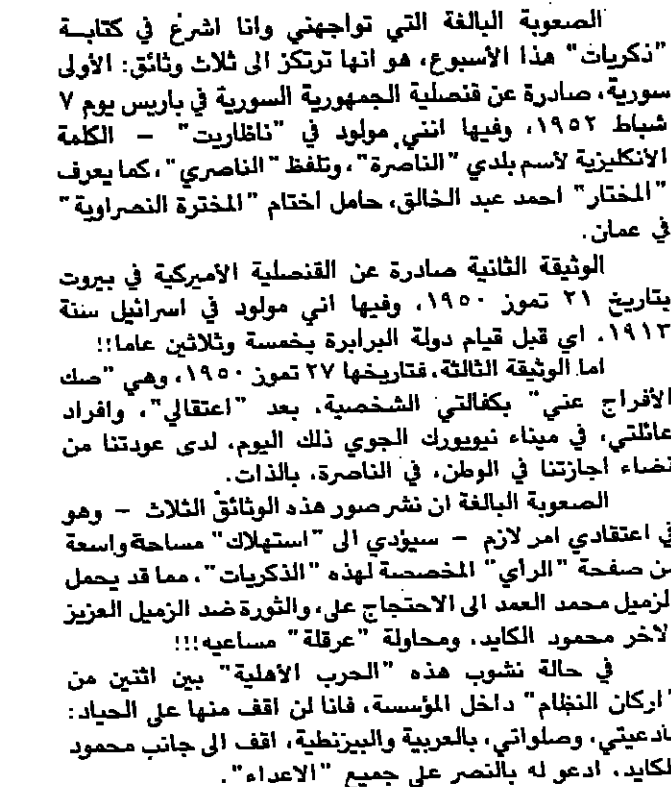 الصعوبة البالغة التي تواجهني وانا اشرع في كتابـة
"ذكريات" هذا الأسبوع، هو انها ترتكز الى ثلاث وثائق: الأولى
سورية، صادرة عن قنصلية الجمهورية السورية في باريس يوم ٧
شباط ١٩٥٢، وفيها انني مولود في "ناظاريت" – الكلمة
الأنكليزية لأسم بلدي "الناصرة"، وتلفظ "الناصري"، كما يعرف
"المختار" احمد عبد الخالق، حامل اختام "المخترة النصراوية"
في عمان.
الوثيقة الثانية صادرة عن القنصلية الأميركية في بيروت
بتاريخ ٢١ تموز ١٩٥٠، وفيها اني مولود في اسرائيل سنة
١٩١٣، اي قبل قيام دولة البرابرة بخمسة وثلاثين عاما!!
اما الوثيقة الثالثة، فتاريخها ٢٧ تموز ١٩٥٠، وهي "صك
الأفراج عني" بكفالتي الشخصية، بعد "اعتقالي"، وافراد
عائلتي، في ميناء نيويورك الجوي ذلك اليوم، لدى عودتنا من
قضاء اجازتنا في الوطن، في الناصرة، بالذات.
الصعوبة البالغة ان نشر صور هذه الوثائق الثلاث – وهو
في اعتقادي امر لازم – سيؤدي الى "استهلاك" مساحة واسعة
من صفحة "الرأي" المخصصة لهذه "الذكريات"، مما قد يحمل
الزميل محمد العمد الى الاحتجاج علي، والثورة ضد الزميل العزيز
الآخر محمود الكايد، ومحاولة "عرقلة" مساعيه!!!
في حالة نشوب هذه "الحرب الأهلية" بين اثنين من
"اركان النظام" داخل المؤسسة، فانا لن اقف منها على الحياد:
بادعيتي، وصلواتي، بالعربية والبيزنطية، اقف الى جانب محمود
الكايد، ادعو له بالنصر على جميع "الاعداء".